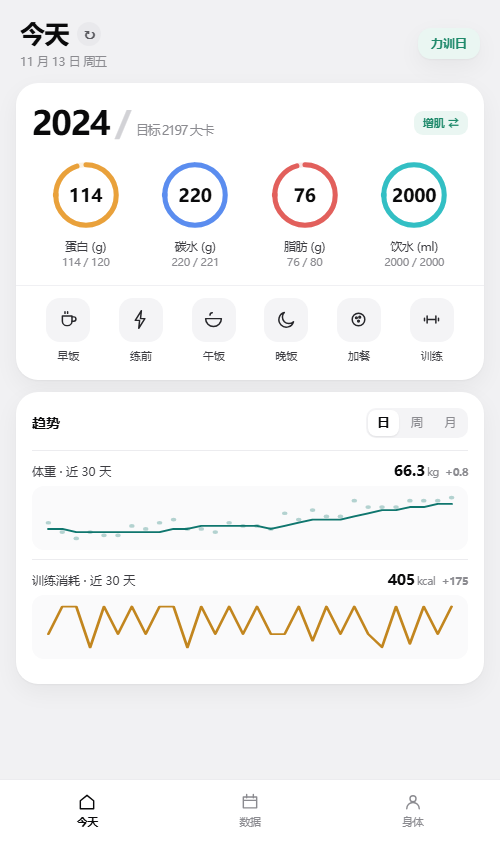 今天 ↻
11 月 13 日 周五
力训日
2024 / 目标 2197 大卡
增肌 ⇄
114 220 76 2000
蛋白 (g) 碳水 (g) 脂肪 (g) 饮水 (ml)
114 / 120 220 / 221 76 / 80 2000 / 2000
早饭 练前 午饭 晚饭 加餐 训练
趋势 日 周 月
体重 · 近 30 天 66.3 kg +0.8
训练消耗 · 近 30 天 405 kcal +175
今天 数据 身体